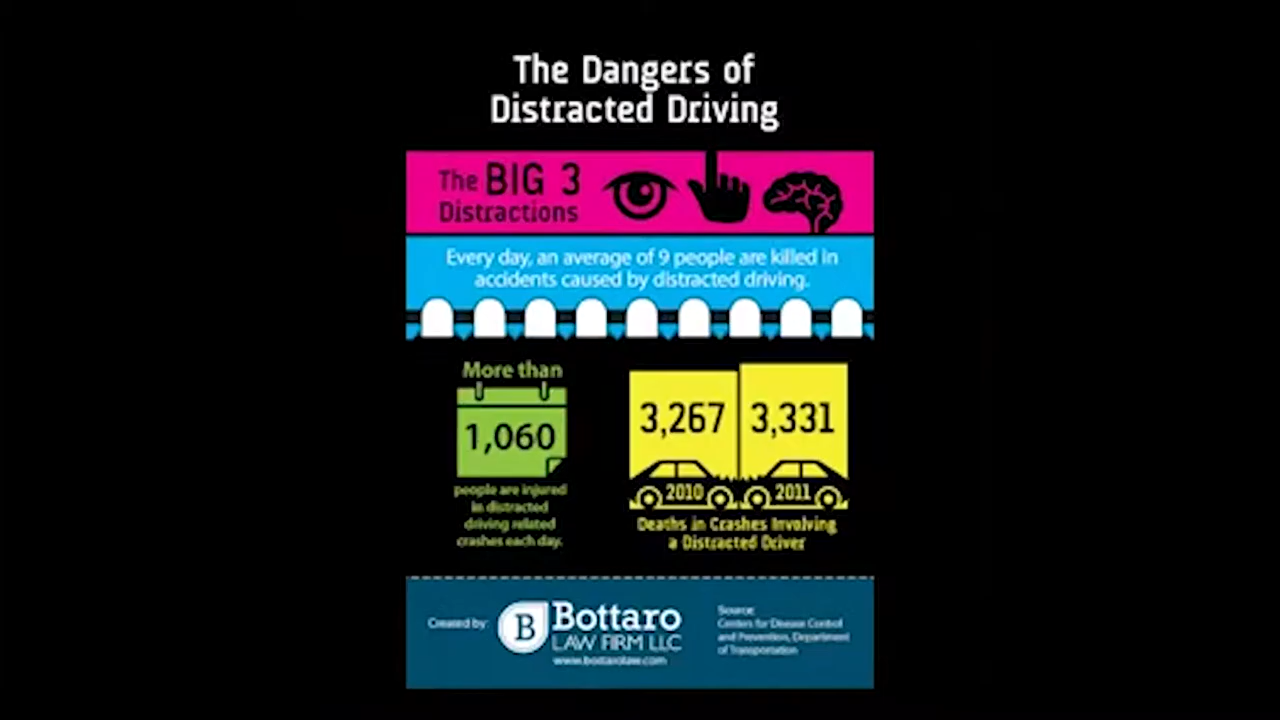 The Dangers of
Distracted Driving
The BIG 3
Distractions
Every day, an average of 9 people are killed in
accidents caused by distracted driving.
More than
1,060
people are injured
in distracted
driving related
crashes each day.
3,267 3,331
2010 2011
Deaths in Crashes Involving
a Distracted Driver
Created by:
B Bottaro
LAW FIRM LLC
www.bottarolaw.com
Source:
Centers for Disease Control
and Prevention, Department
of Transportation